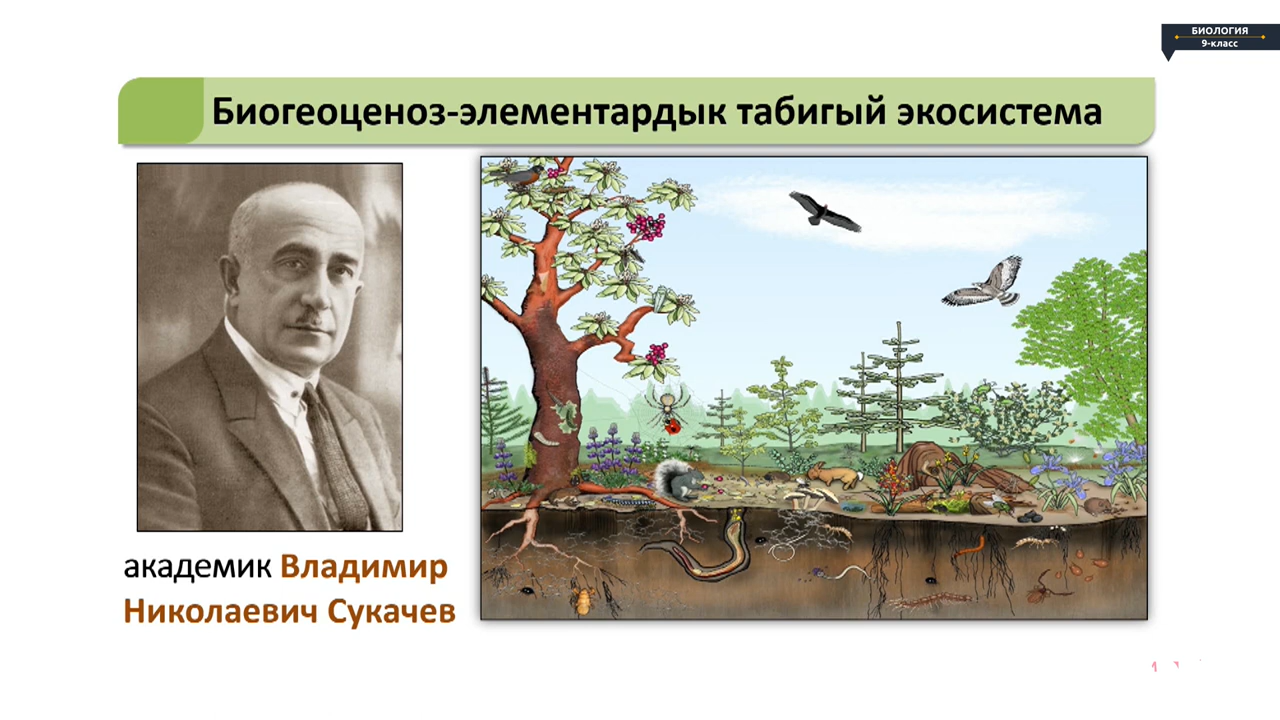 БИОЛОГИЯ
9-класс
Биогеоценоз-элементардык табигый экосистема
академик Владимир
Николаевич Сукачев